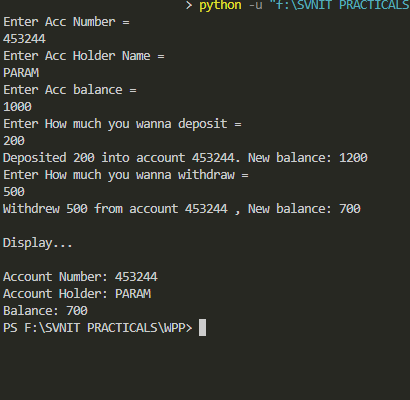 > python -u "f:\SVNIT PRACTICALS
Enter Acc Number =
453244
Enter Acc Holder Name =
PARAM
Enter Acc balance =
1000
Enter How much you wanna deposit =
200
Deposited 200 into account 453244. New balance: 1200
Enter How much you wanna withdraw =
500
Withdrew 500 from account 453244 , New balance: 700
Display...
Account Number: 453244
Account Holder: PARAM
Balance: 700
PS F:\SVNIT PRACTICALS\WPP>